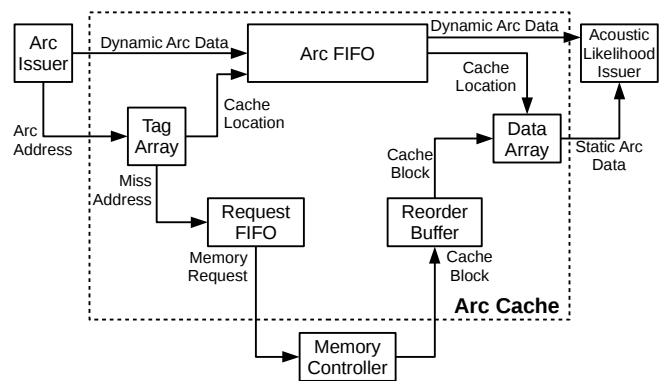 Arc
Issuer
Dynamic Arc Data
Arc FIFO
Dynamic Arc Data
Acoustic
Likelihood
Issuer
Cache
Location
Cache
Location
Arc
Address
Tag
Array
Data
Array
Static Arc
Data
Miss
Address
Cache
Block
Request
FIFO
Reorder
Buffer
Memory
Request
Cache
Block
Arc Cache
Memory
Controller